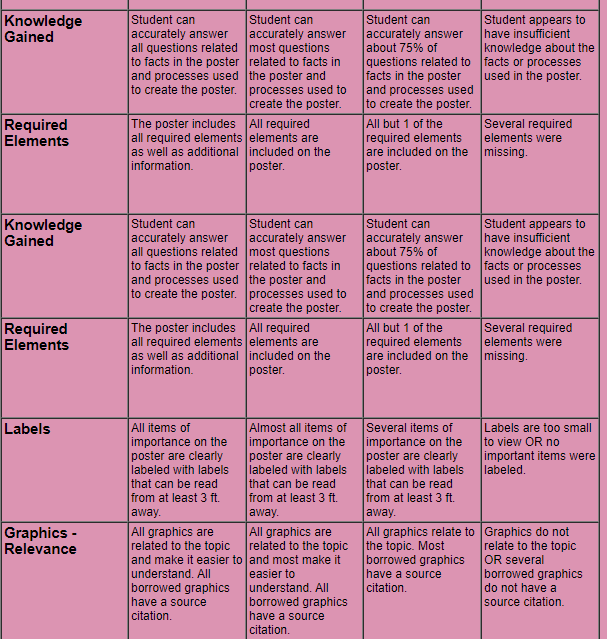 Knowledge
Gained
Student can
accurately answer
all questions related
to facts in the poster
and processes used
to create the poster.
Student can
accurately answer
most questions
related to facts in
the poster and
processes used to
create the poster.
Student can
accurately answer
about 75% of
questions related to
facts in the poster
and processes used
to create the poster.
Student appears to
have insufficient
knowledge about the
facts or processes
used in the poster.
Required
Elements
The poster includes
all required elements
as well as additional
information.
All required
elements are
included on the
poster.
All but 1 of the
required elements
are included on the
poster.
Several required
elements were
missing.
Knowledge
Gained
Student can
accurately answer
all questions related
to facts in the poster
and processes used
to create the poster.
Student can
accurately answer
most questions
related to facts in
the poster and
processes used to
create the poster.
Student can
accurately answer
about 75% of
questions related to
facts in the poster
and processes used
to create the poster.
Student appears to
have insufficient
knowledge about the
facts or processes
used in the poster.
Required
Elements
The poster includes
all required elements
as well as additional
information.
All required
elements are
included on the
poster.
All but 1 of the
required elements
are included on the
poster.
Several required
elements were
missing.
Labels
All items of
importance on the
poster are clearly
labeled with labels
that can be read
from at least 3 ft.
away.
Almost all items of
importance on the
poster are clearly
labeled with labels
that can be read
from at least 3 ft.
away.
Several items of
importance on the
poster are clearly
labeled with labels
that can be read
from at least 3 ft.
away.
Labels are too small
to view OR no
important items were
labeled.
Graphics -
Relevance
All graphics are
related to the topic
and make it easier to
understand. All
borrowed graphics
have a source
citation.
All graphics are
related to the topic
and most make it
easier to
understand. All
borrowed graphics
have a source
citation.
All graphics relate to
the topic. Most
borrowed graphics
have a source
citation.
Graphics do not
relate to the topic
OR several
borrowed graphics
do not have a
source citation.